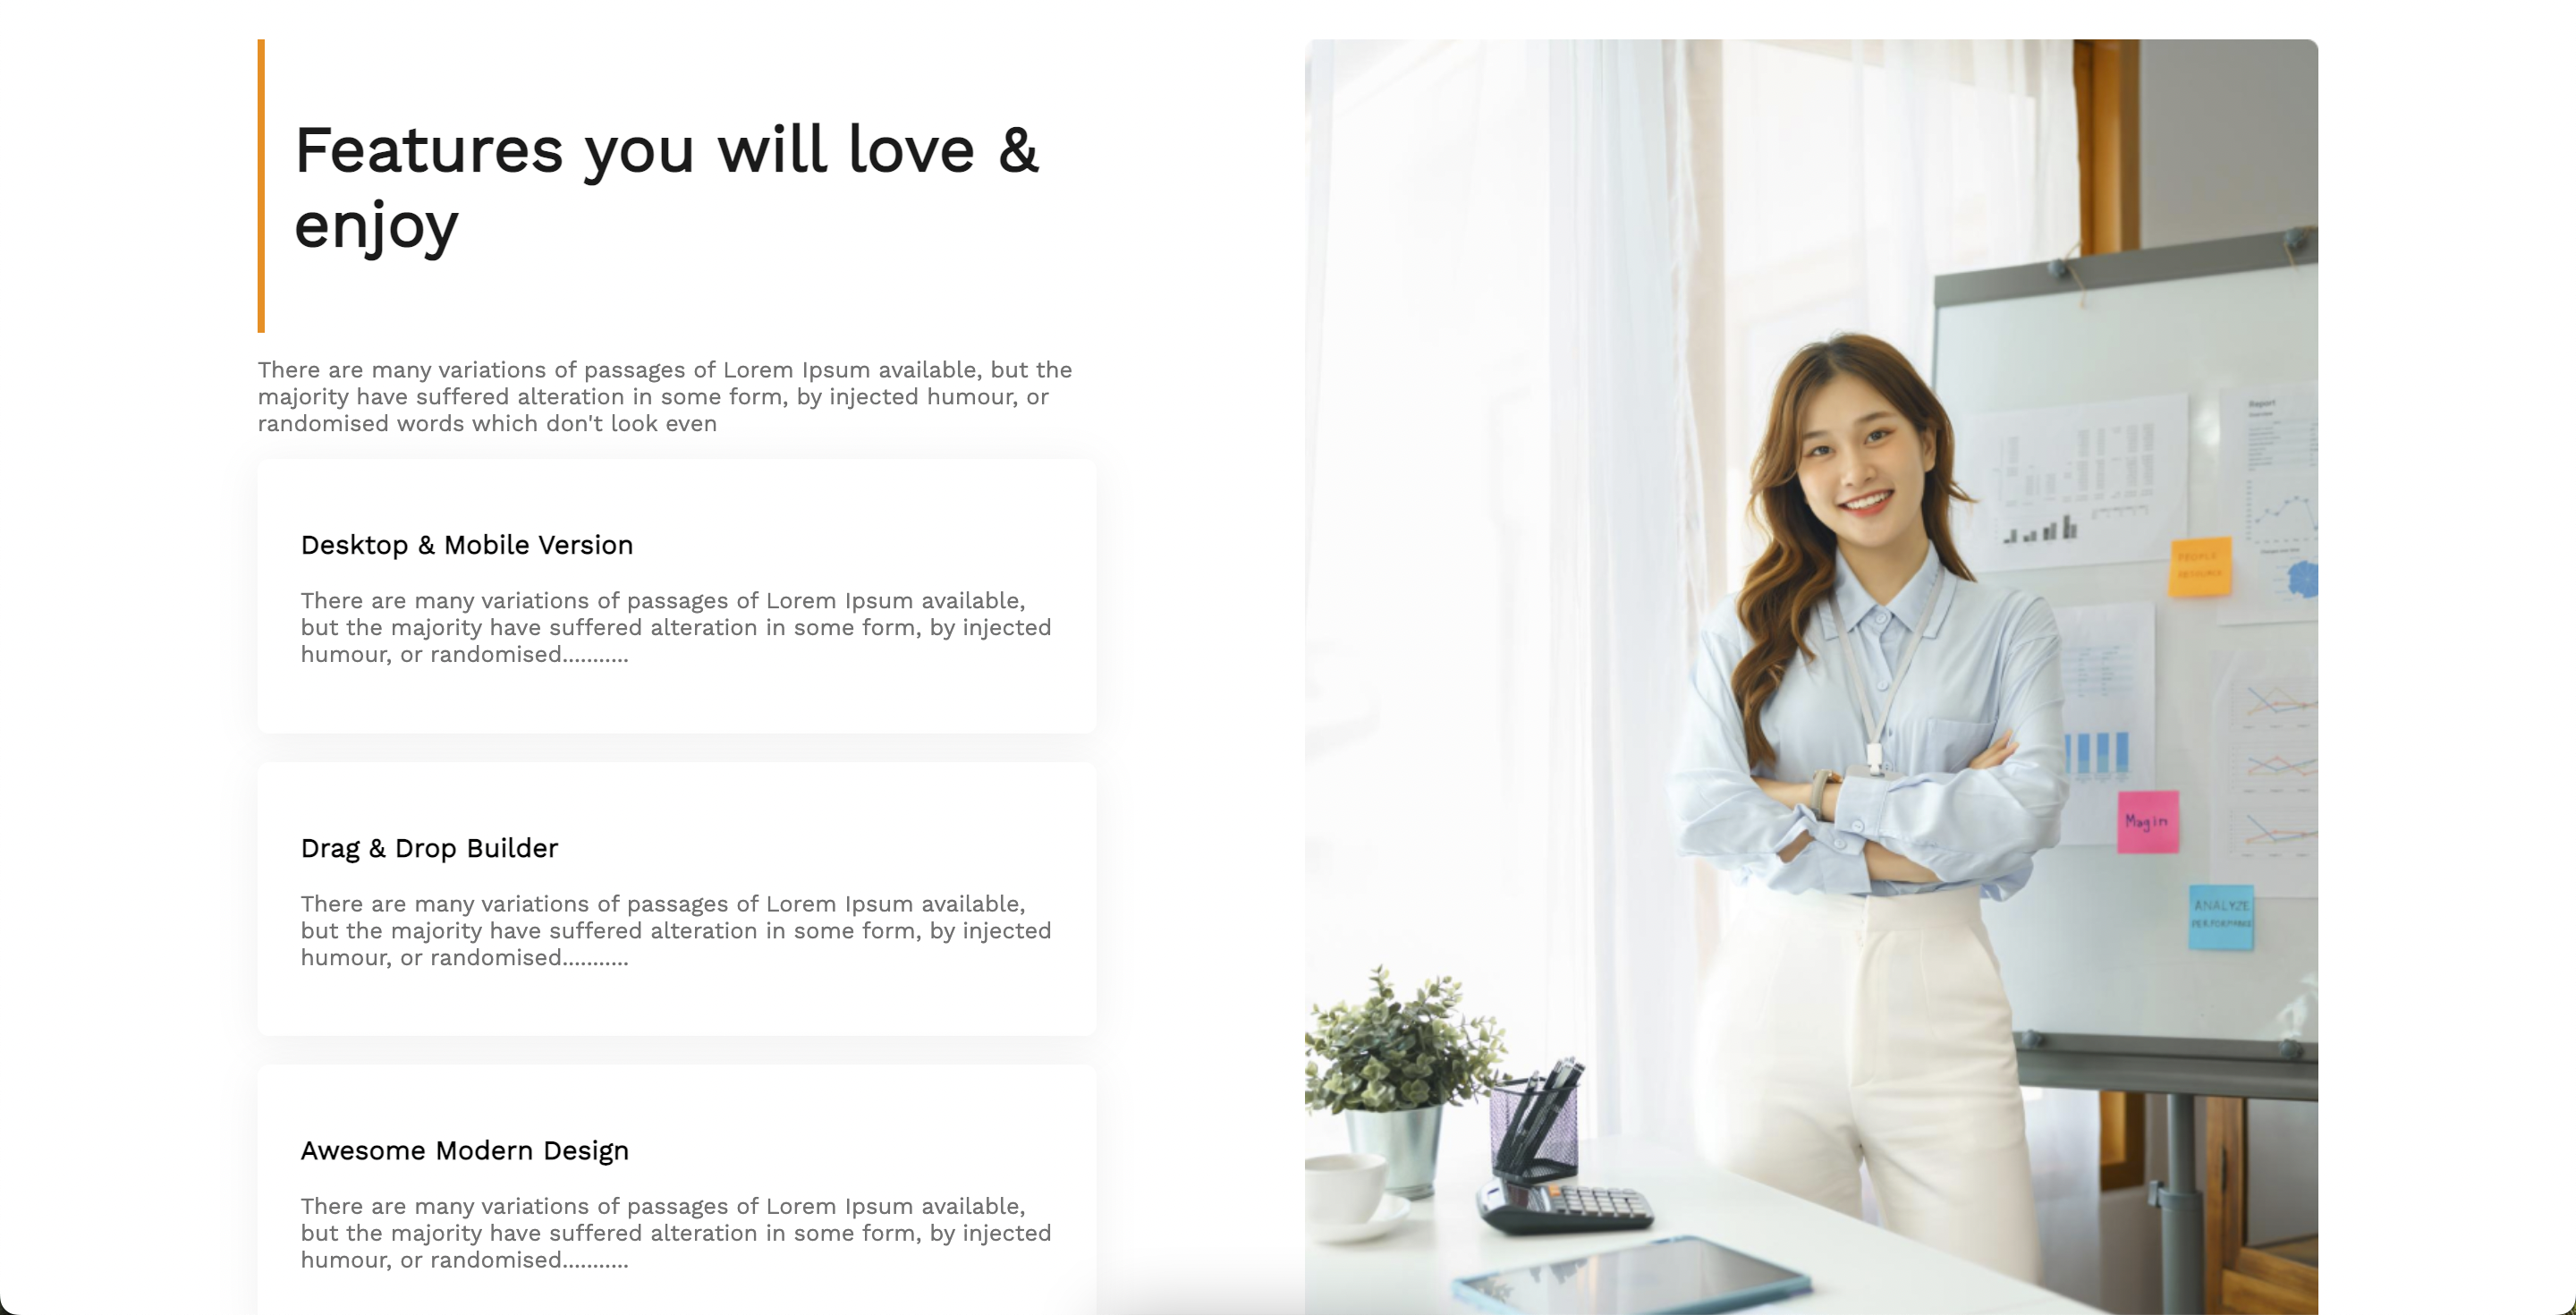 Features you will love &
enjoy
There are many variations of passages of Lorem Ipsum available, but the
majority have suffered alteration in some form, by injected humour, or
randomised words which don't look even
Desktop & Mobile Version
There are many variations of passages of Lorem Ipsum available,
but the majority have suffered alteration in some form, by injected
humour, or randomised...........
Drag & Drop Builder
There are many variations of passages of Lorem Ipsum available,
but the majority have suffered alteration in some form, by injected
humour, or randomised...........
Awesome Modern Design
There are many variations of passages of Lorem Ipsum available,
but the majority have suffered alteration in some form, by injected
humour, or randomised...........
Report
PEOPLE
RESOURCE
Magin
ANALYZE
PERFORMANCE